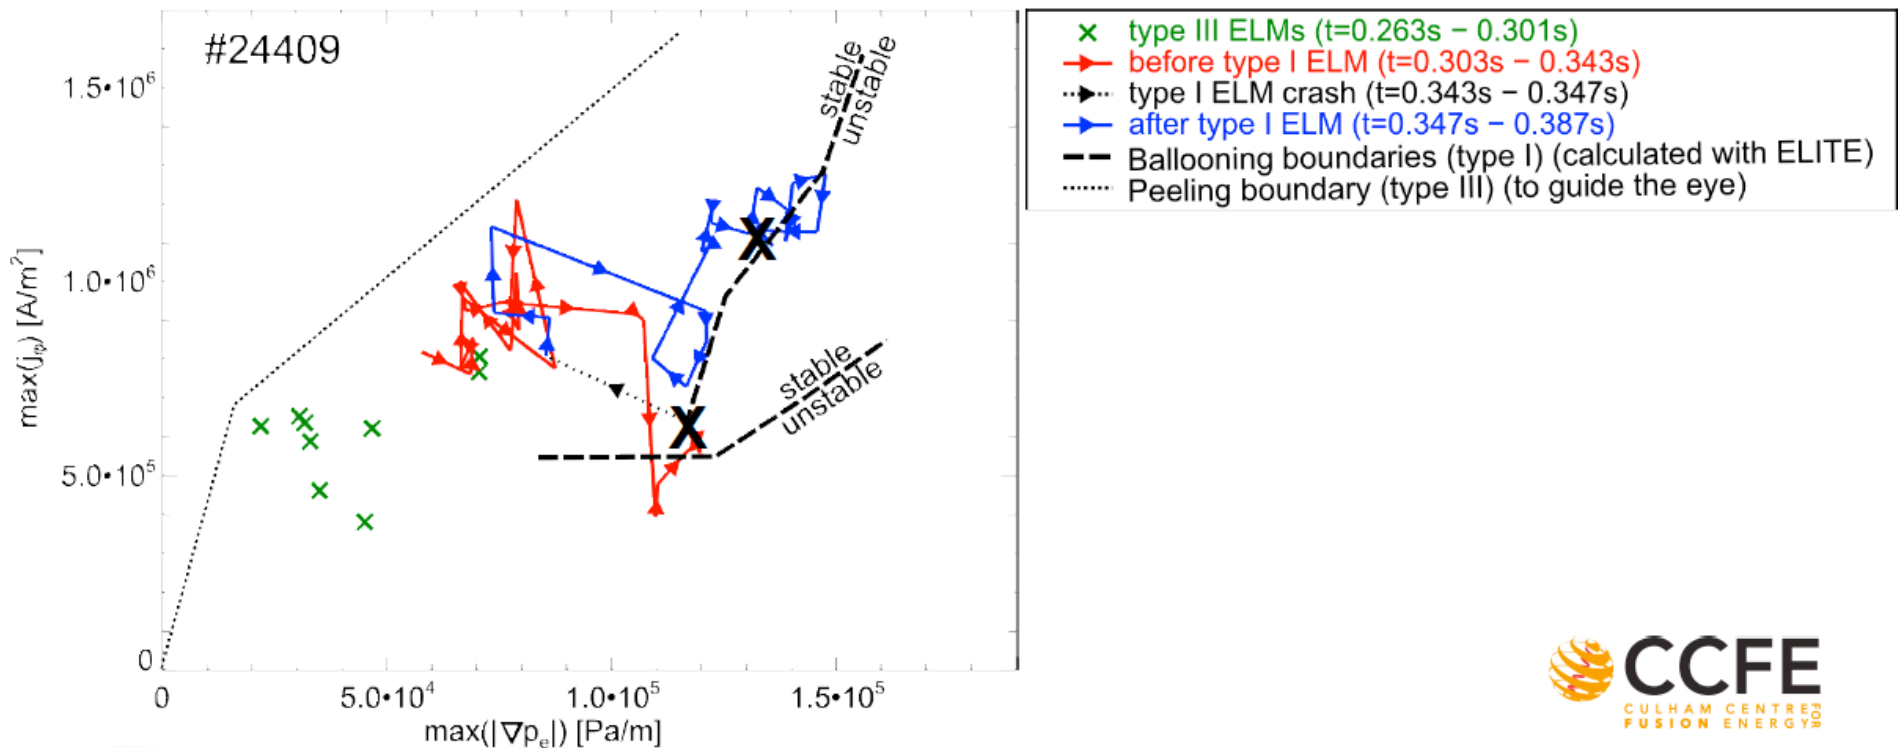 #24409
1.5•10⁶
1.0•10⁶
5.0•10⁵
0
max(jφ) [A/m²]
0
5.0•10⁴
1.0•10⁵
1.5•10⁵
max(|∇pₑ|) [Pa/m]
stable
unstable
stable
unstable
X
X
type III ELMs (t=0.263s − 0.301s)
before type I ELM (t=0.303s − 0.343s)
type I ELM crash (t=0.343s − 0.347s)
after type I ELM (t=0.347s − 0.387s)
Ballooning boundaries (type I) (calculated with ELITE)
Peeling boundary (type III) (to guide the eye)
CCFE
CULHAM CENTRE FOR
FUSION ENERGY